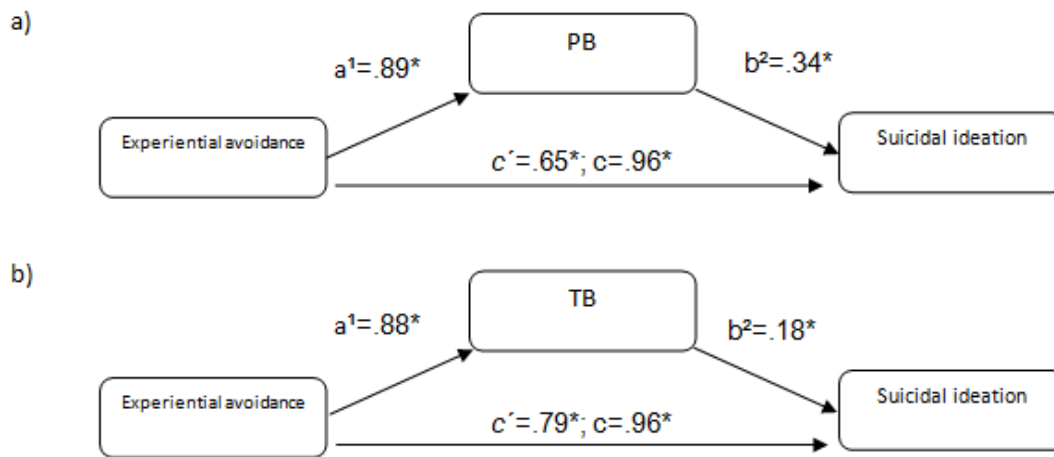 a)
PB
a¹=.89*
b²=.34*
Experiential avoidance
Suicidal ideation
c´=.65*; c=.96*
b)
TB
a¹=.88*
b²=.18*
Experiential avoidance
Suicidal ideation
c´=.79*; c=.96*